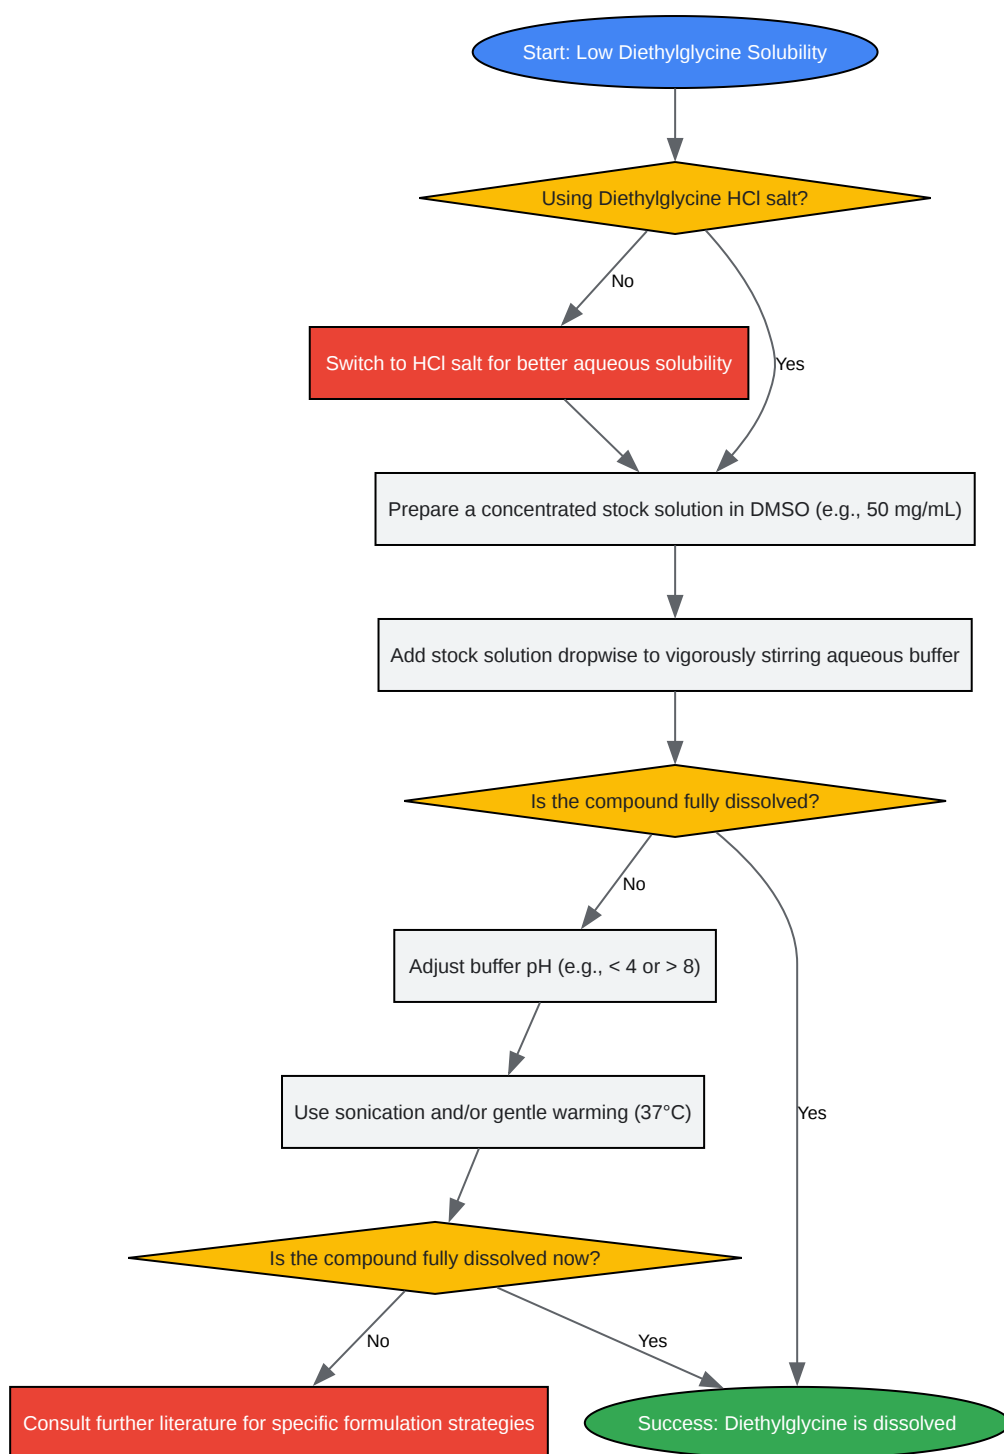 Start: Low Diethylglycine Solubility
Using Diethylglycine HCl salt?
No
Switch to HCl salt for better aqueous solubility
Yes
Prepare a concentrated stock solution in DMSO (e.g., 50 mg/mL)
Add stock solution dropwise to vigorously stirring aqueous buffer
Is the compound fully dissolved?
No
Adjust buffer pH (e.g., < 4 or > 8)
Use sonication and/or gentle warming (37°C)
Yes
Is the compound fully dissolved now?
No
Yes
Consult further literature for specific formulation strategies
Success: Diethylglycine is dissolved